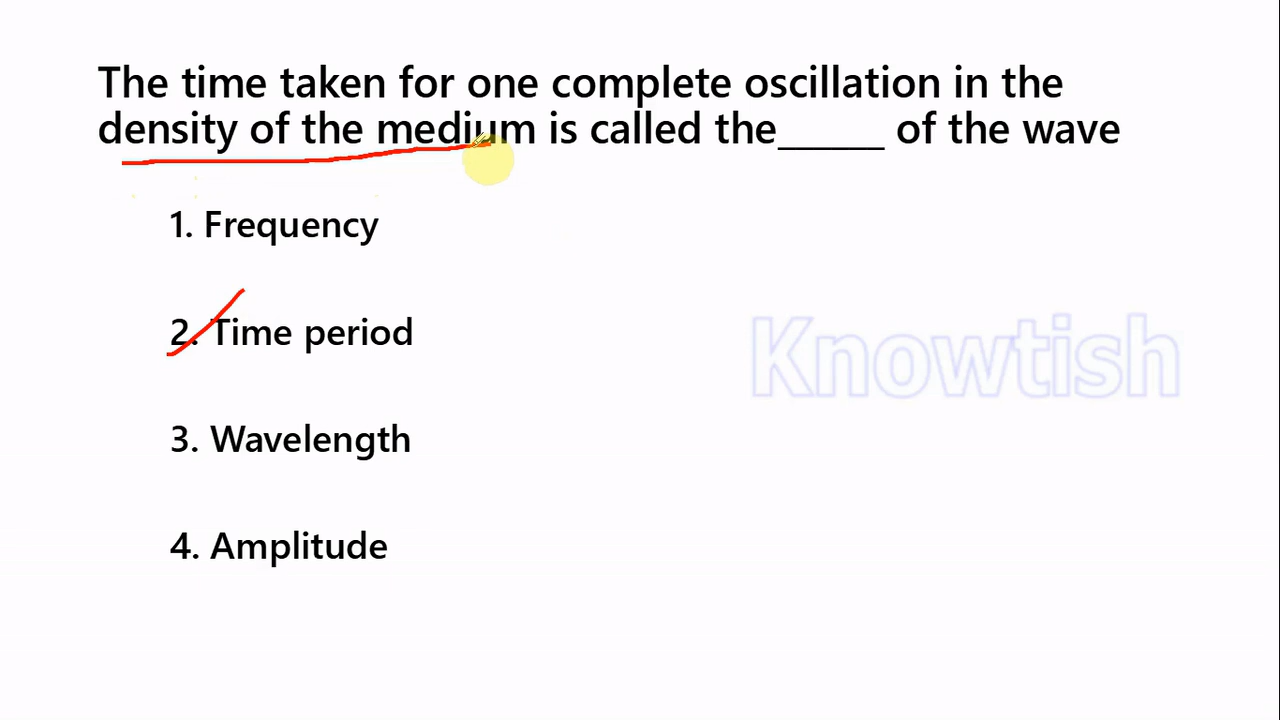 The time taken for one complete oscillation in the
density of the medium is called the______ of the wave
1. Frequency
2. Time period
Knowtish
3. Wavelength
4. Amplitude